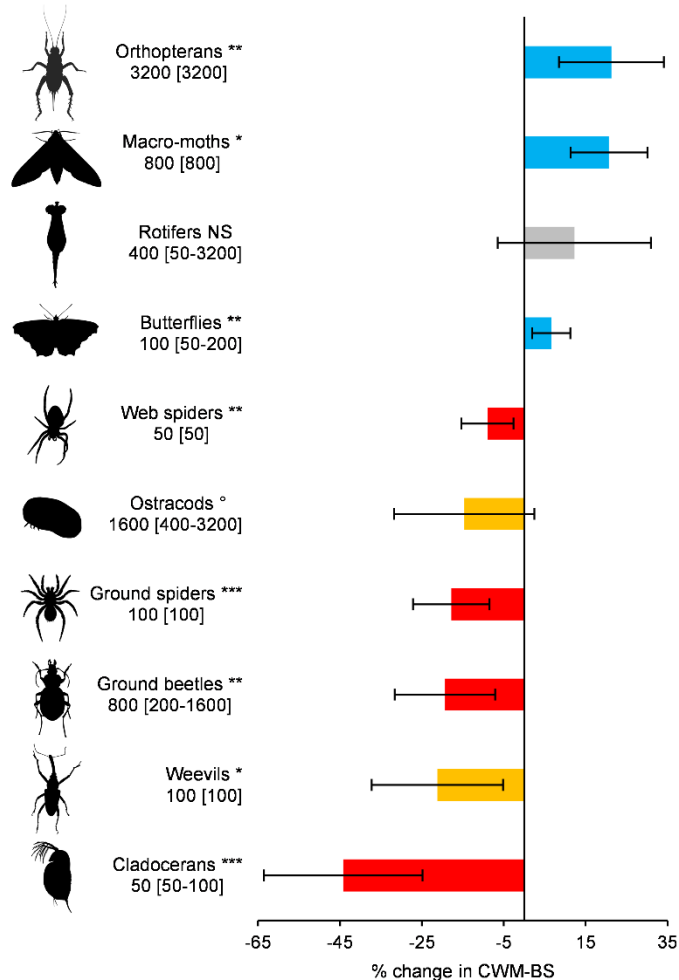 Orthopterans **
3200 [3200]
Macro-moths *
800 [800]
Rotifers NS
400 [50-3200]
Butterflies **
100 [50-200]
Web spiders **
50 [50]
Ostracods °
1600 [400-3200]
Ground spiders ***
100 [100]
Ground beetles **
800 [200-1600]
Weevils *
100 [100]
Cladocerans ***
50 [50-100]
-65 -45 -25 -5 15 35
% change in CWM-BS